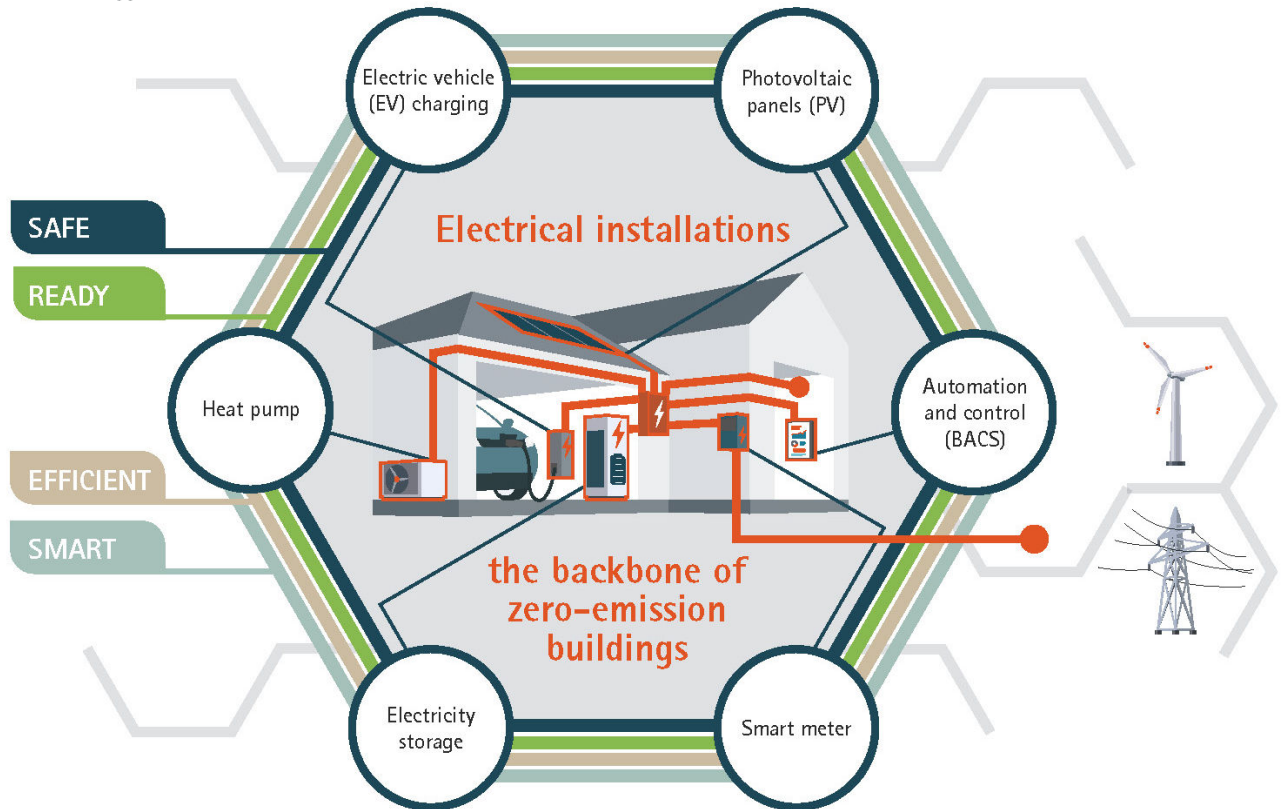 Electric vehicle
(EV) charging
Photovoltaic
panels (PV)
SAFE
Electrical installations
READY
Heat pump
Automation
and control
(BACS)
EFFICIENT
SMART
the backbone of
zero-emission
buildings
Electricity
storage
Smart meter